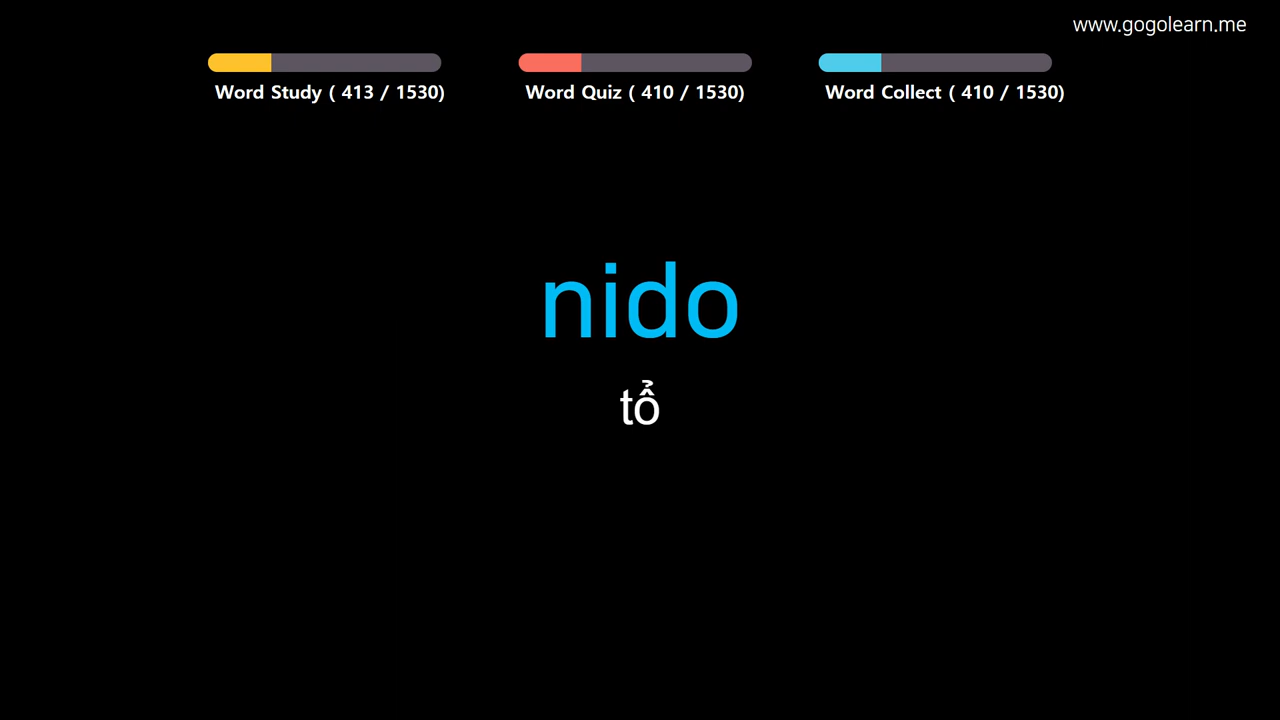 www.gogolearn.me
Word Study ( 413 / 1530)
Word Quiz ( 410 / 1530)
Word Collect ( 410 / 1530)
nido
tổ